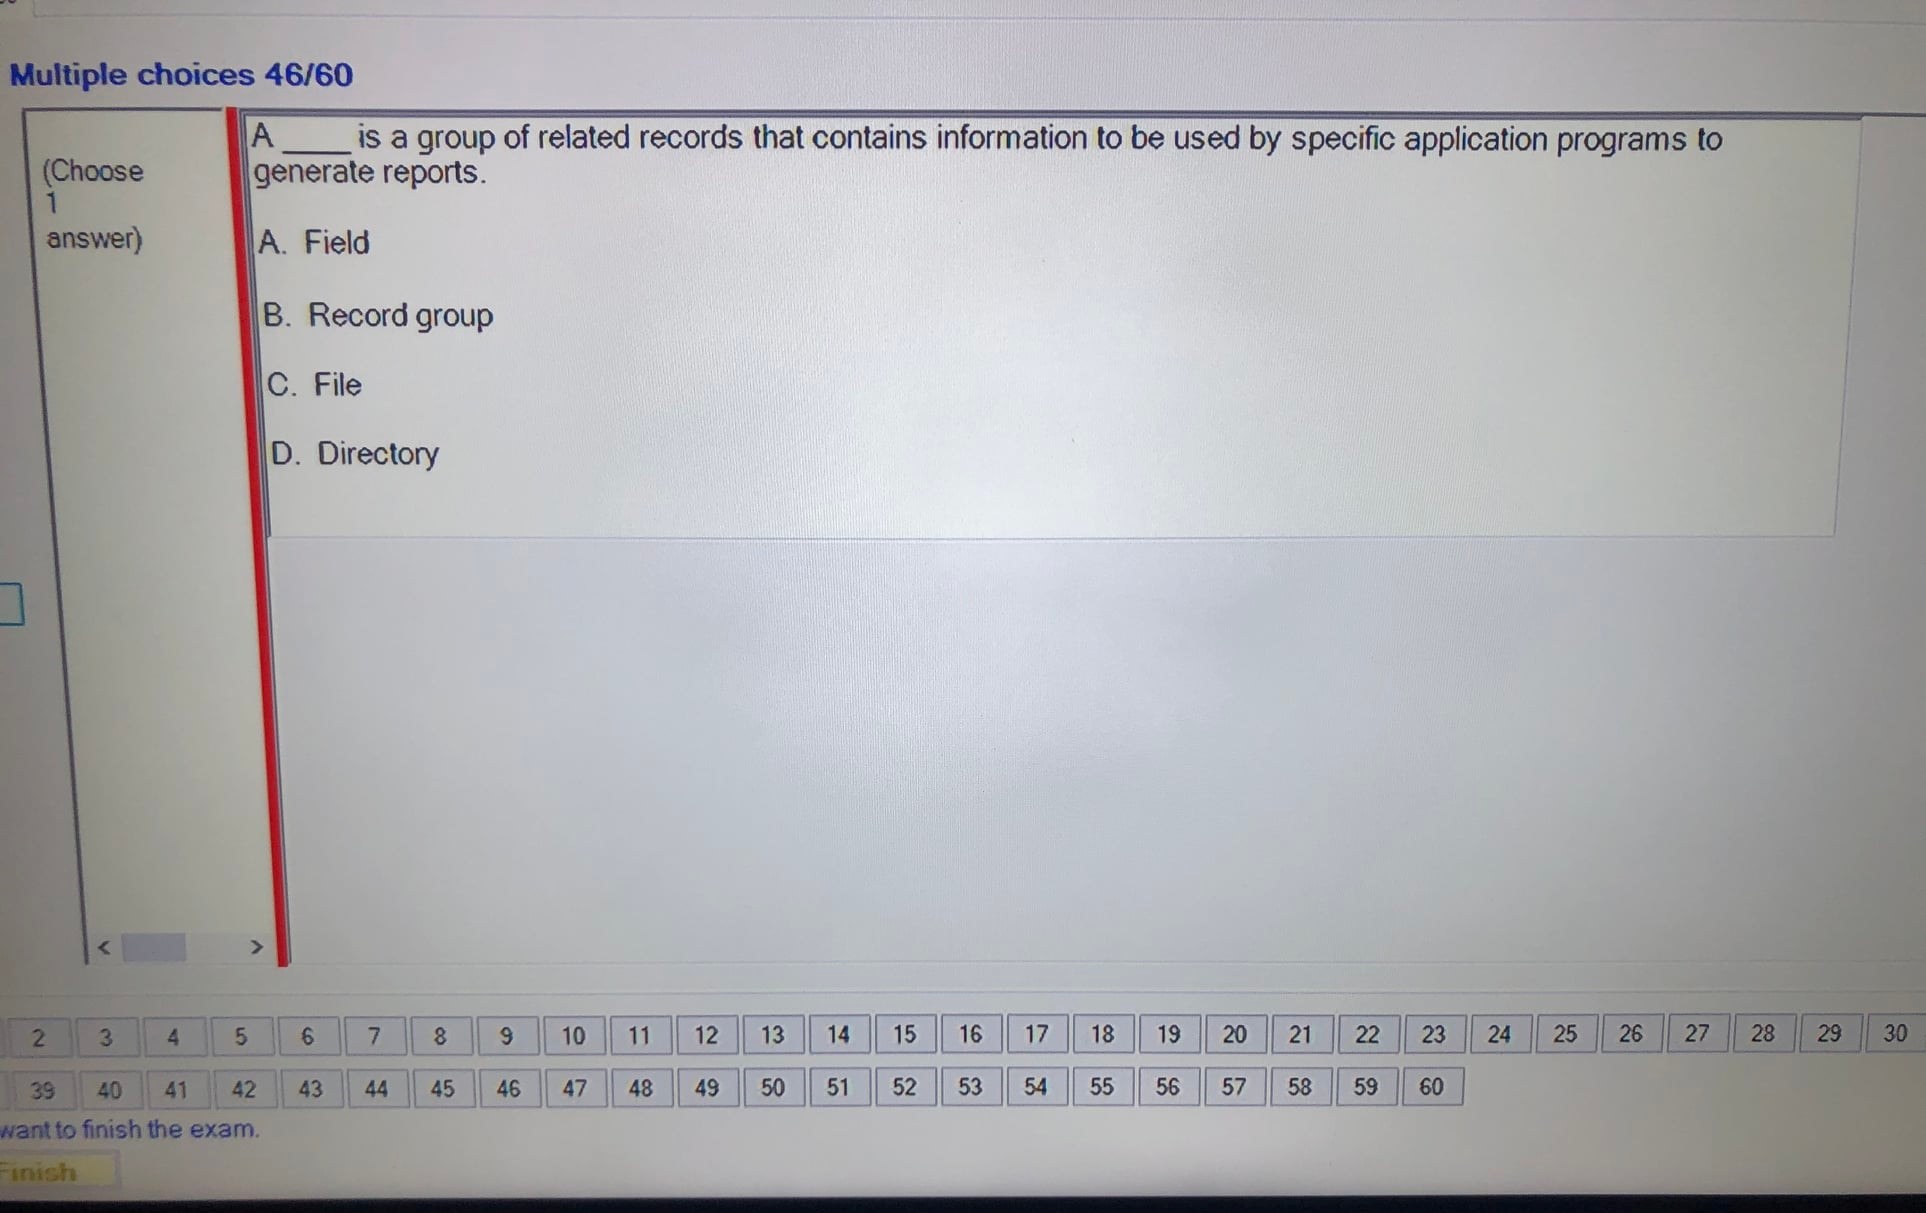 Multiple choices 46/60
(Choose
1
answer)
A ____ is a group of related records that contains information to be used by specific application programs to
generate reports.
A. Field
B. Record group
C. File
D. Directory
< >
2 3 4 5 6 7 8 9 10 11 12 13 14 15 16 17 18 19 20 21 22 23 24 25 26 27 28 29 30
39 40 41 42 43 44 45 46 47 48 49 50 51 52 53 54 55 56 57 58 59 60
want to finish the exam.
Finish